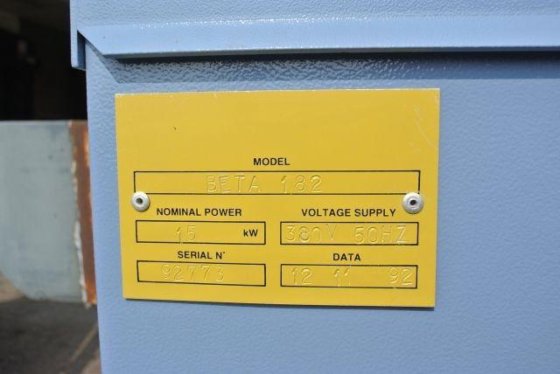 MODEL
BETA 182
NOMINAL POWER VOLTAGE SUPPLY
15 kW 380V 50HZ
SERIAL N° DATA
92773 12 11 92